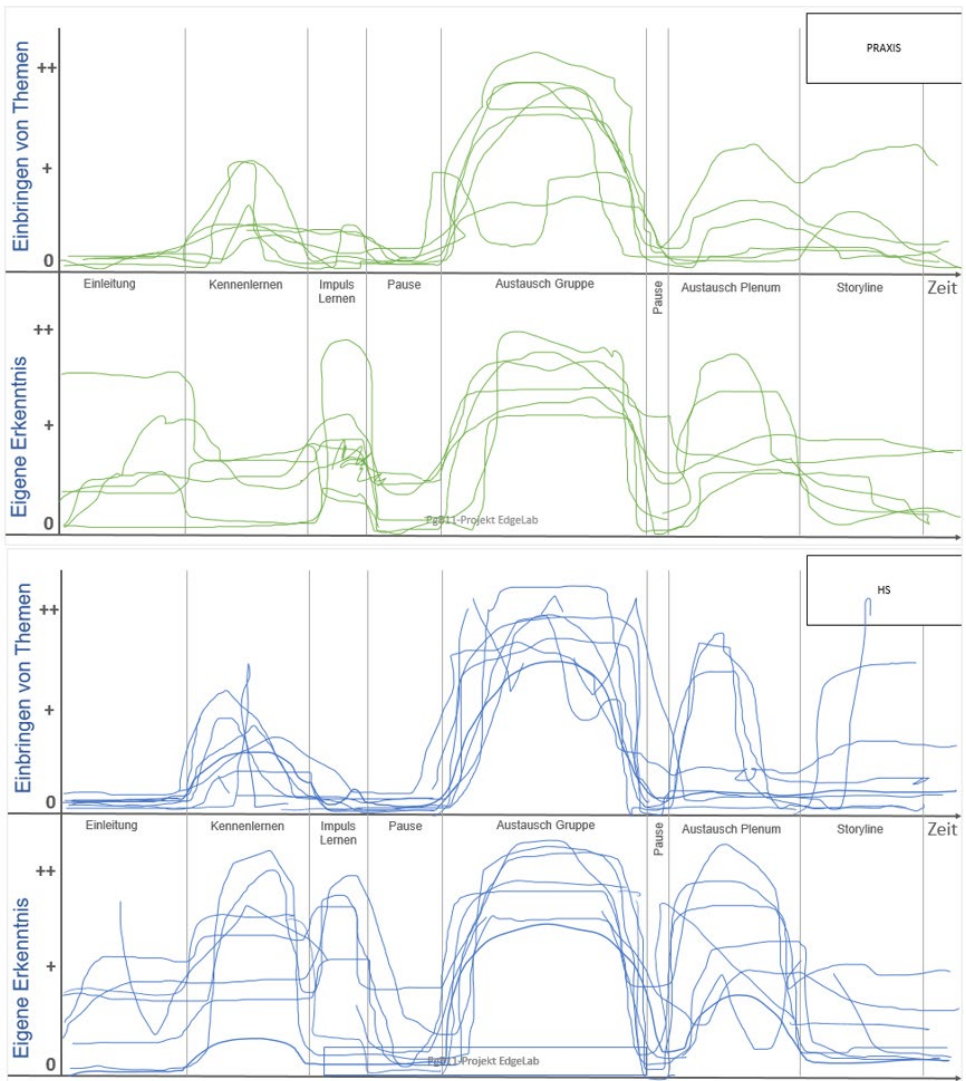 PRAXIS
Einbringen von Themen
++
+
0
Einleitung
Kennenlernen
Impuls
Lernen
Pause
Austausch Gruppe
Pause
Austausch Plenum
Storyline
Zeit
Eigene Erkenntnis
++
+
0
PgB11-Projekt EdgeLab
HS
Einbringen von Themen
++
+
0
Einleitung
Kennenlernen
Impuls
Lernen
Pause
Austausch Gruppe
Pause
Austausch Plenum
Storyline
Zeit
Eigene Erkenntnis
++
+
0
PgB11-Projekt EdgeLab